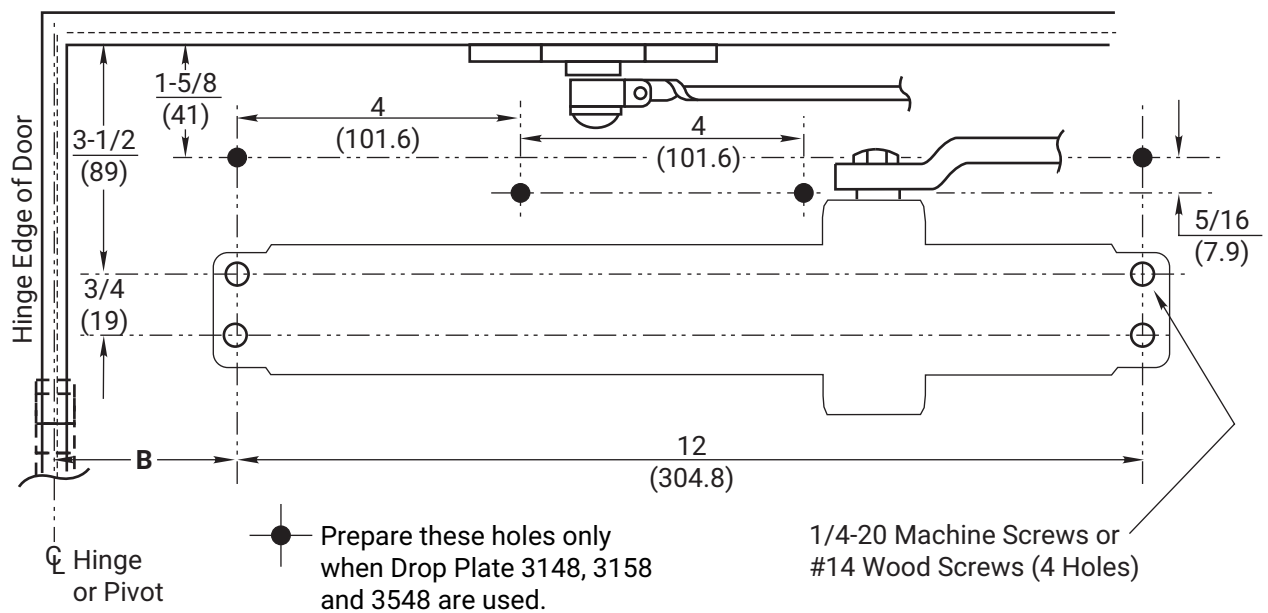 1-5/8
(41)
4
(101.6)
4
(101.6)
3-1/2
(89)
5/16
(7.9)
Hinge Edge of Door
3/4
(19)
B
12
(304.8)
Prepare these holes only
when Drop Plate 3148, 3158
and 3548 are used.
1/4-20 Machine Screws or
#14 Wood Screws (4 Holes)
℄ Hinge
or Pivot